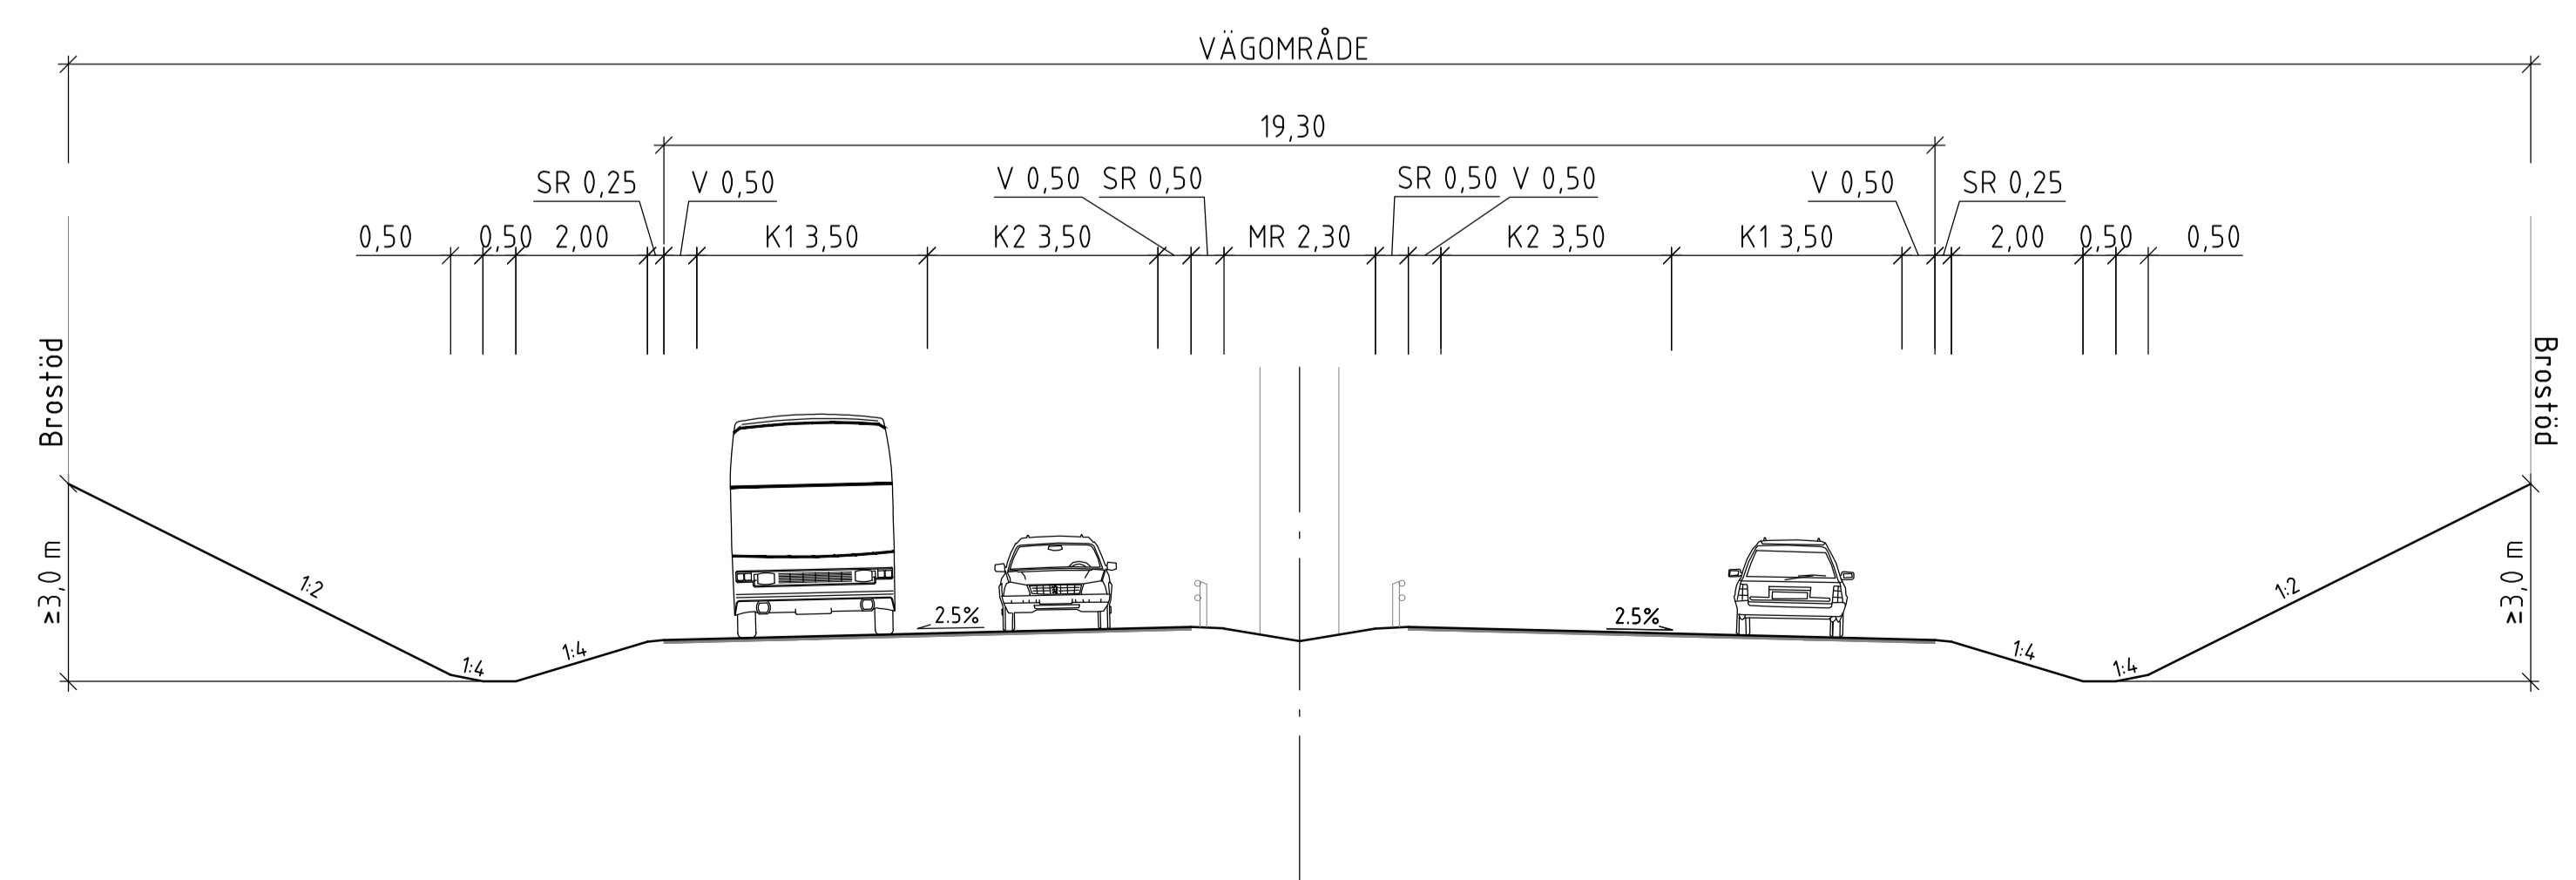 VÄGOMRÅDE
19,30
SR 0,25 V 0,50 V 0,50 SR 0,50 SR 0,50 V 0,50 V 0,50 SR 0,25
0,50 0,50 2,00 K1 3,50 K2 3,50 MR 2,30 K2 3,50 K1 3,50 2,00 0,50 0,50
Brostöd
Brostöd
≥3,0 m
1:2
1:4
1:4
2.5%
2.5%
1:4
1:4
1:2
≥3,0 m